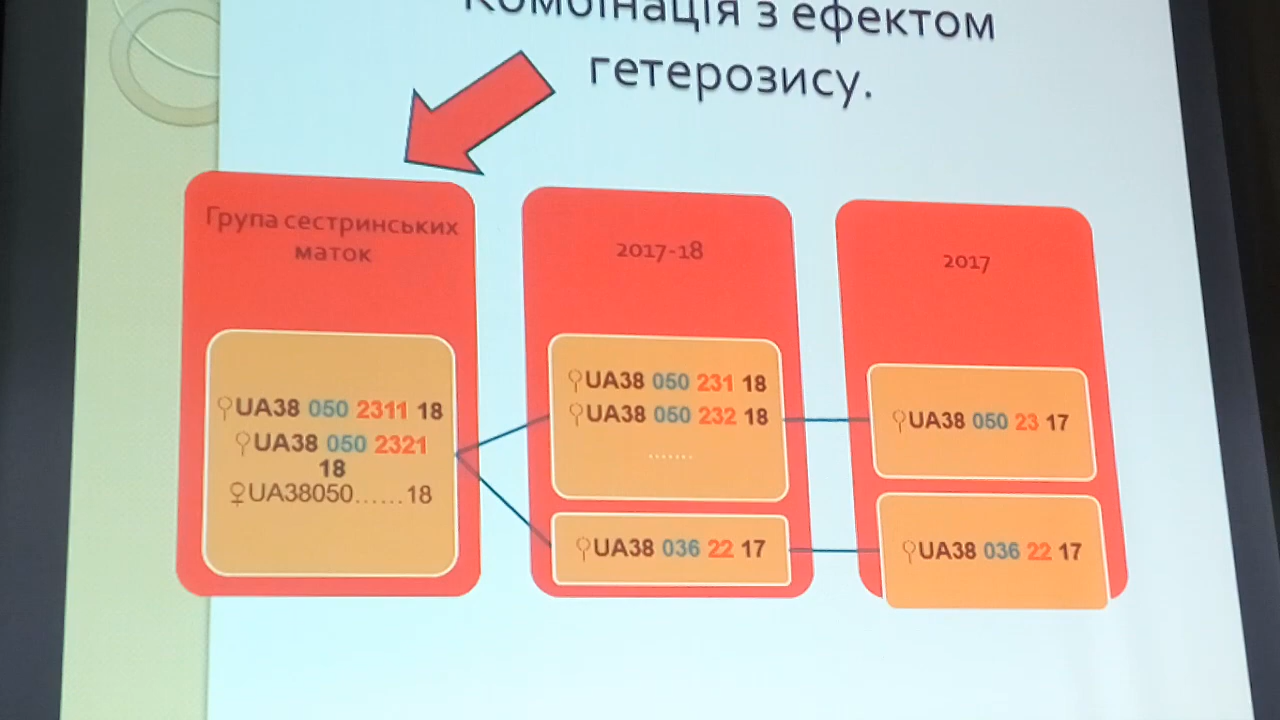 Комбінація з ефектом
гетерозису.
Група сестринських
маток
♀UA38 050 2311 18
♀UA38 050 2321
18
♀UA38050……18
2017-18
♀UA38 050 231 18
♀UA38 050 232 18
.......
♀UA38 036 22 17
2017
♀UA38 050 23 17
♀UA38 036 22 17